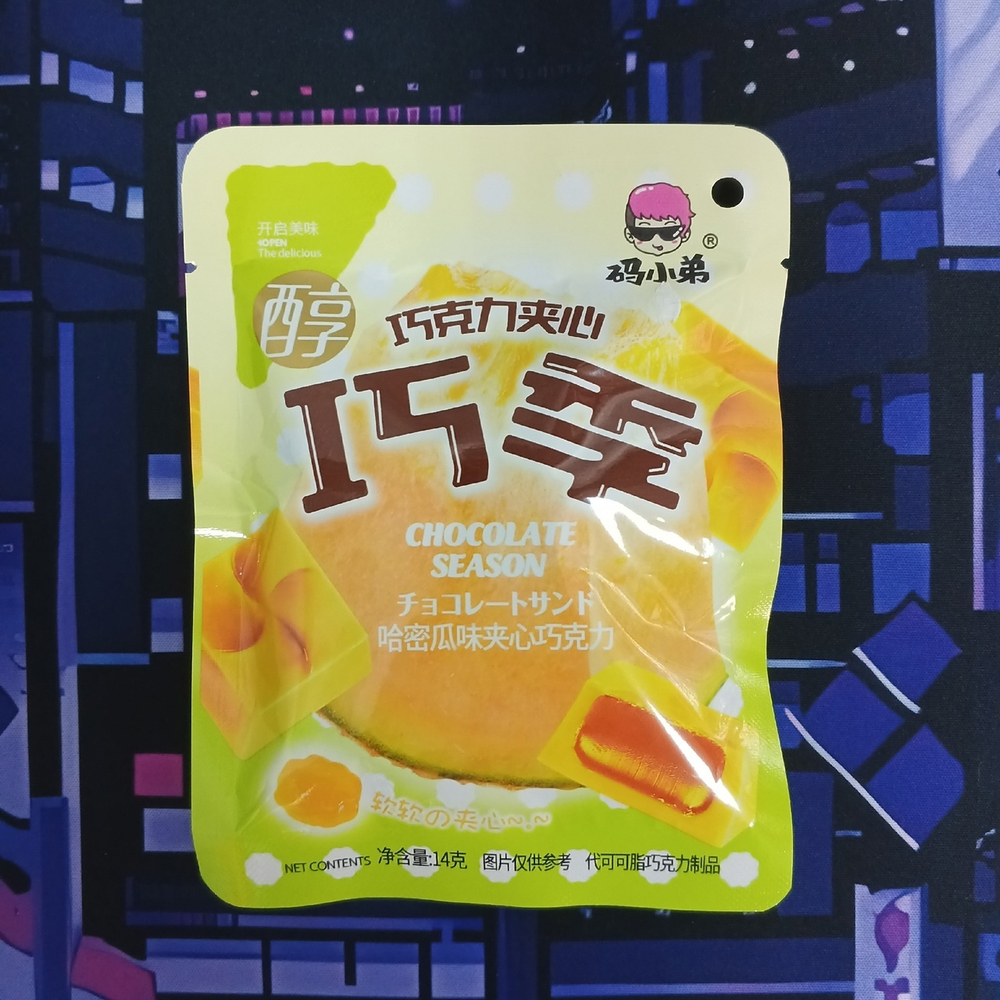 开启美味
OPEN
The delicious
码小弟®
醇
巧克力夹心
巧季
CHOCOLATE
SEASON
チョコレートサンド
哈密瓜味夹心巧克力
软软の夹心~.~
NET CONTENTS 净含量:14克 图片仅供参考 代可可脂巧克力制品